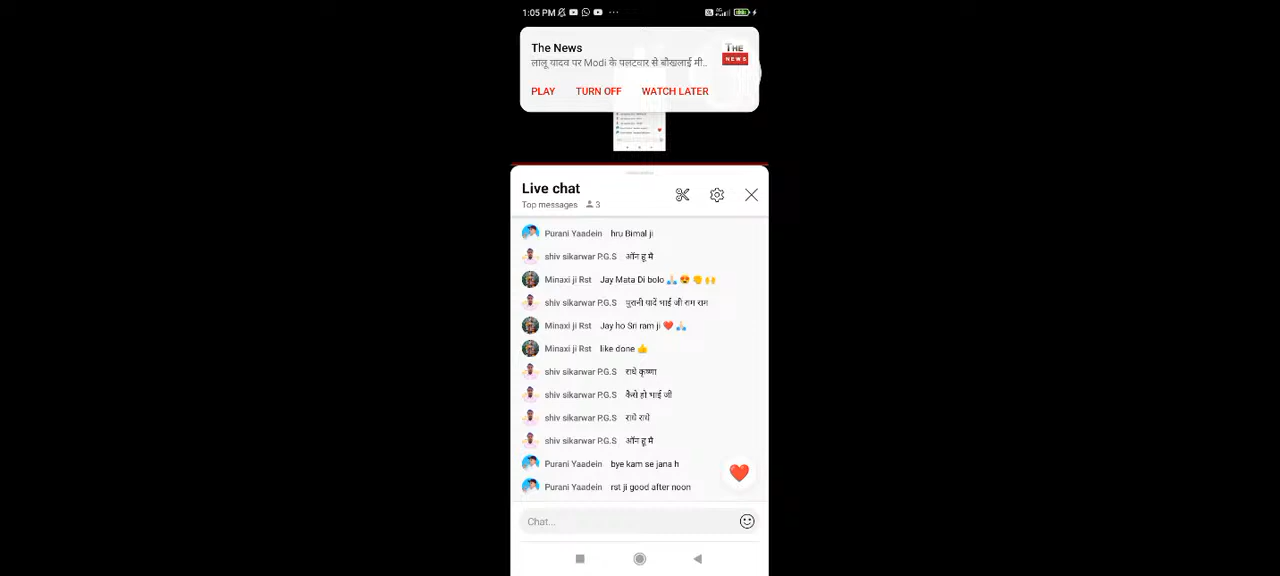 1:05 PM
The News
लालू यादव पर Modi के पलटवार से बौखलाई मी..
THE
NEWS
PLAY TURN OFF WATCH LATER
Live chat
Top messages 3
Purani Yaadein hru Bimal ji
shiv sikarwar P.G.S ऑन हू मै
Minaxi ji Rst Jay Mata Di bolo 🙏🏻 😍 👊 🙌
shiv sikarwar P.G.S पुरानी यादें भाई जी राम राम
Minaxi ji Rst Jay ho Sri ram ji ❤️ 🙏🏻
Minaxi ji Rst like done 👍
shiv sikarwar P.G.S राधे कृष्णा
shiv sikarwar P.G.S कैसे हो भाई जी
shiv sikarwar P.G.S राधे राधे
shiv sikarwar P.G.S ऑन हू मै
Purani Yaadein bye kam se jana h
Purani Yaadein rst ji good after noon
Chat...